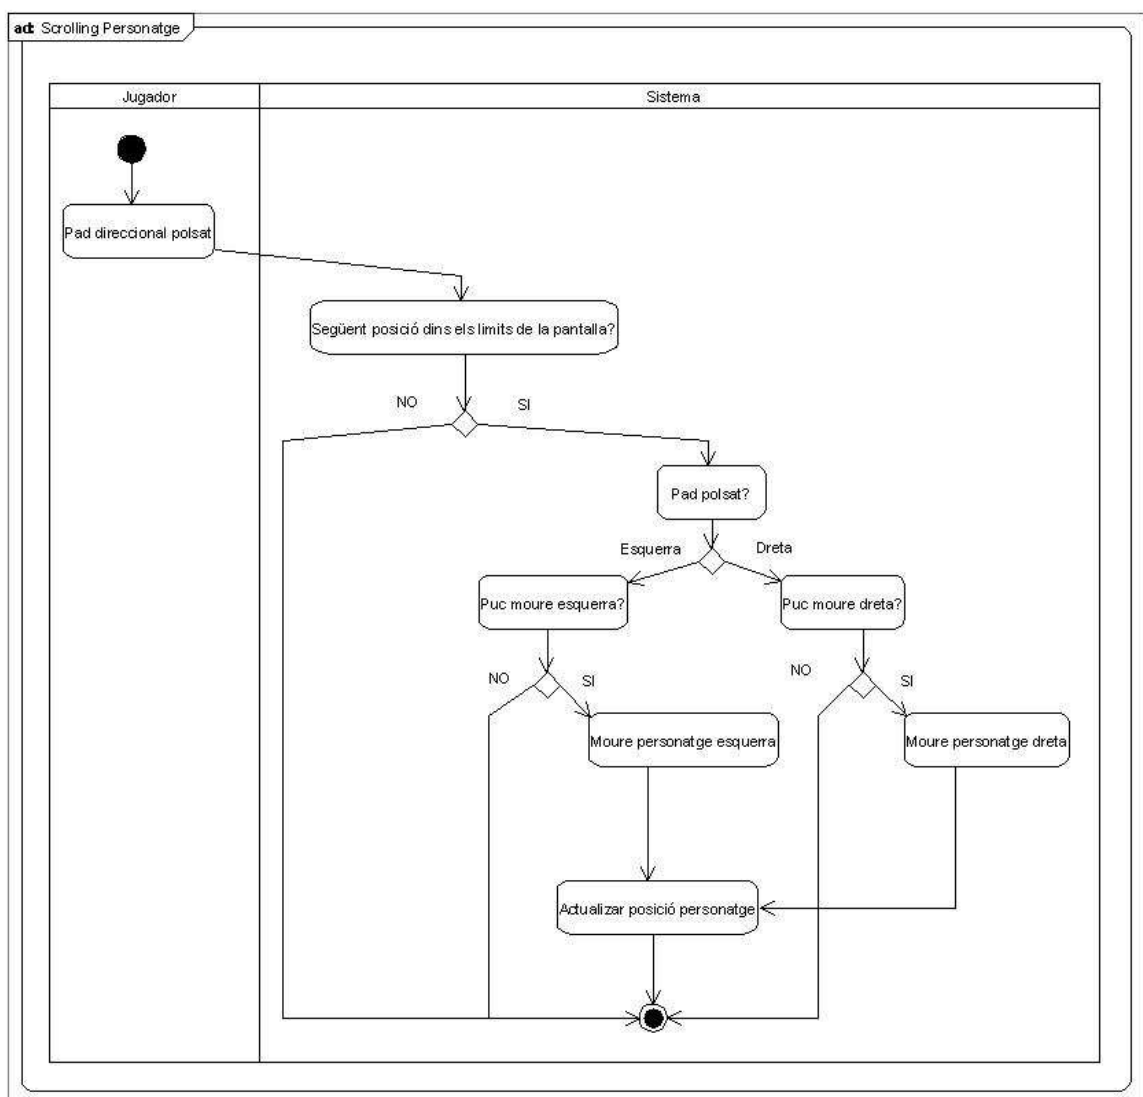 ad: Scrolling Personatge
Jugador
Sistema
Pad direccional polsat
Següent posició dins els limits de la pantalla?
NO
SI
Pad polsat?
Esquerra
Dreta
Puc moure esquerra?
Puc moure dreta?
NO
SI
NO
SI
Moure personatge esquerra
Moure personatge dreta
Actualizar posició personatge